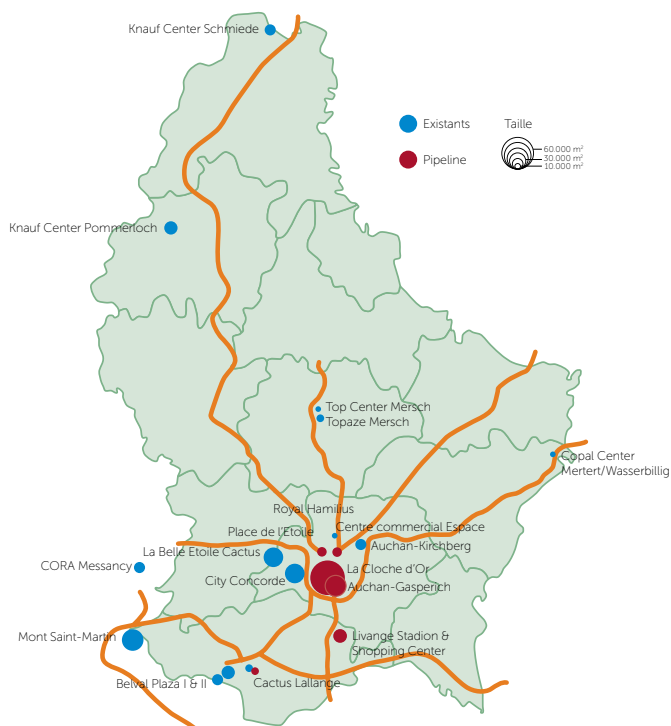 Knauf Center Schmiede
Existants
Taille
60.000 m²
30.000 m²
10.000 m²
Pipeline
Knauf Center Pommerloch
Top Center Mersch
Topaze Mersch
Copal Center
Mertert/Wasserbillig
Royal Hamilius
Centre commercial Espace
Place de l'Etoile
Auchan-Kirchberg
La Belle Etoile Cactus
CORA Messancy
La Cloche d'Or
City Concorde
Auchan-Gasperich
Mont Saint-Martin
Livange Stadion &
Shopping Center
Belval Plaza I & II
Cactus Lallange